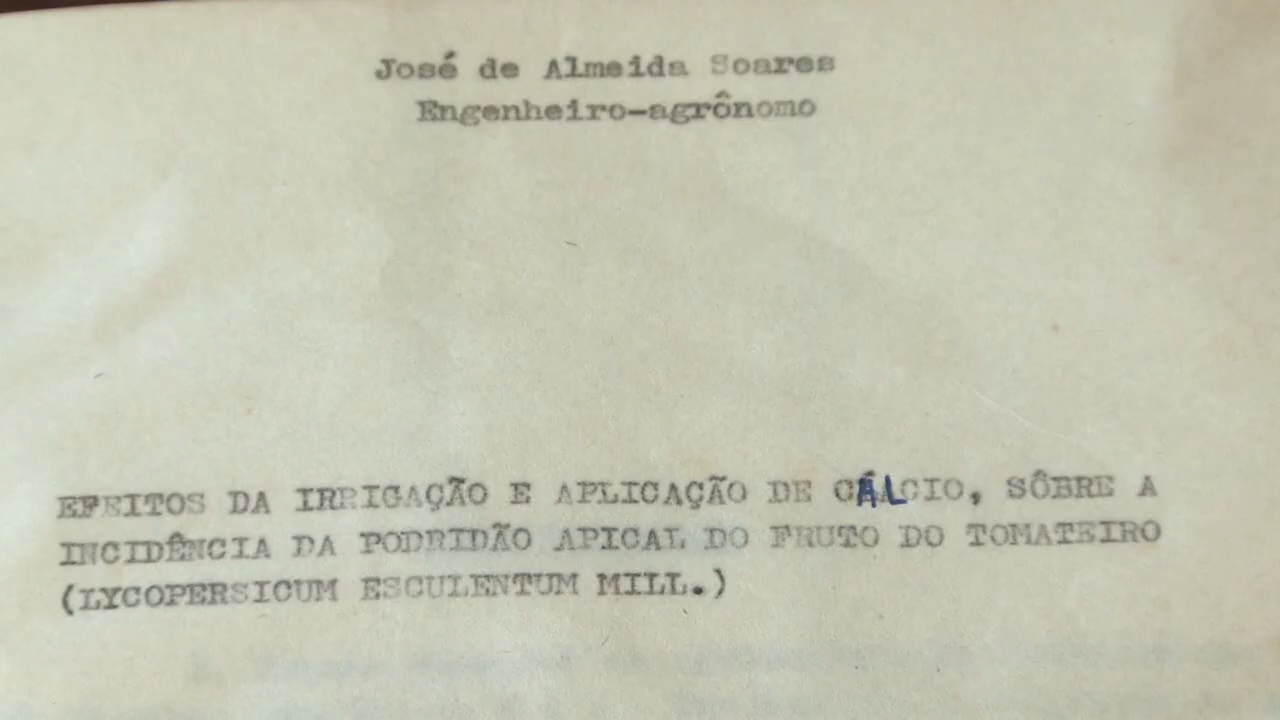 José de Almeida Soares
Engenheiro-agrônomo
EFEITOS DA IRRIGAÇÃO E APLICAÇÃO DE CÁLCIO, SÔBRE A
INCIDÊNCIA DA PODRIDÃO APICAL DO FRUTO DO TOMATEIRO
(LYCOPERSICUM ESCULENTUM MILL.)